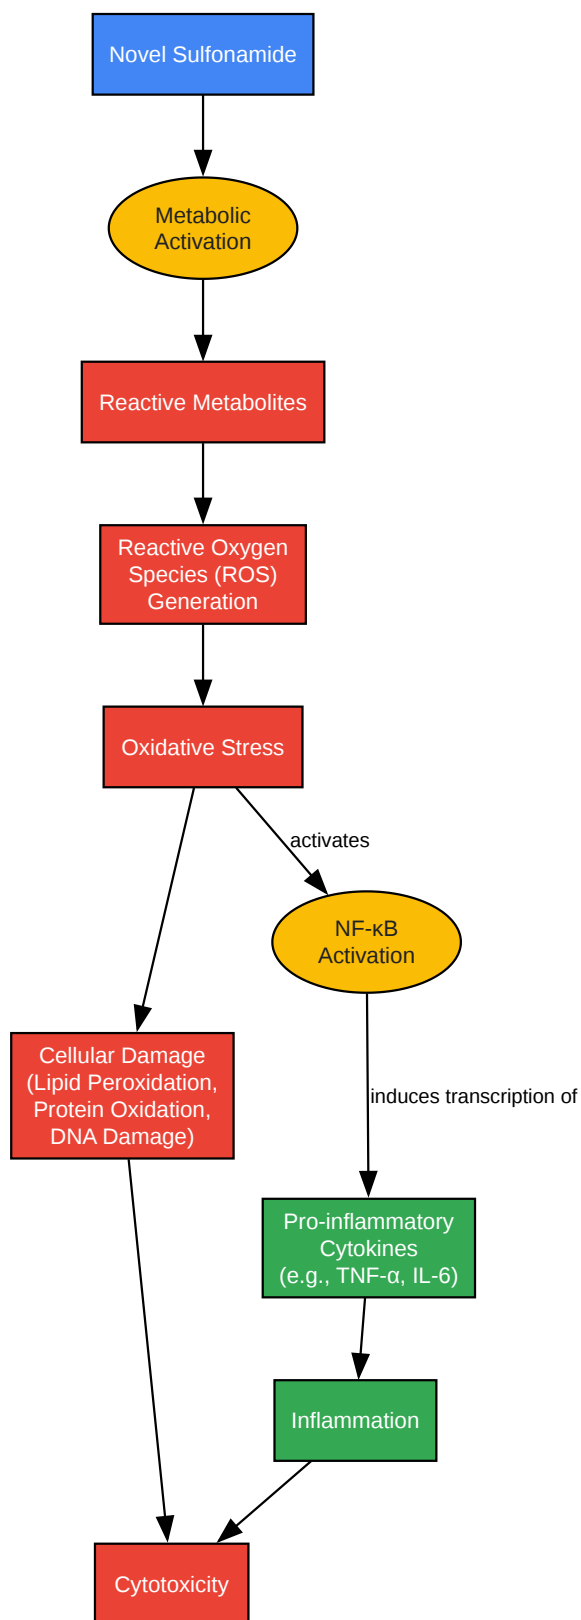 Novel Sulfonamide
Metabolic
Activation
Reactive Metabolites
Reactive Oxygen
Species (ROS)
Generation
Oxidative Stress
activates
NF-κB
Activation
Cellular Damage
(Lipid Peroxidation,
Protein Oxidation,
DNA Damage)
induces transcription of
Pro-inflammatory
Cytokines
(e.g., TNF-α, IL-6)
Inflammation
Cytotoxicity